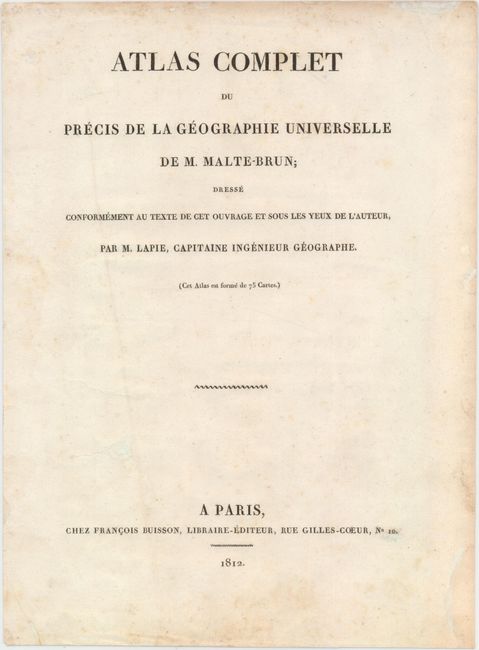 ATLAS COMPLET
DU
PRÉCIS DE LA GÉOGRAPHIE UNIVERSELLE
DE M. MALTE-BRUN;
DRESSÉ
CONFORMÉMENT AU TEXTE DE CET OUVRAGE ET SOUS LES YEUX DE L'AUTEUR,
PAR M. LAPIE, CAPITAINE INGÉNIEUR GÉOGRAPHE.
(Cet Atlas est formé de 75 Cartes.)
A PARIS,
CHEZ FRANÇOIS BUISSON, LIBRAIRE-ÉDITEUR, RUE GILLES-CŒUR, No 10.
1812.